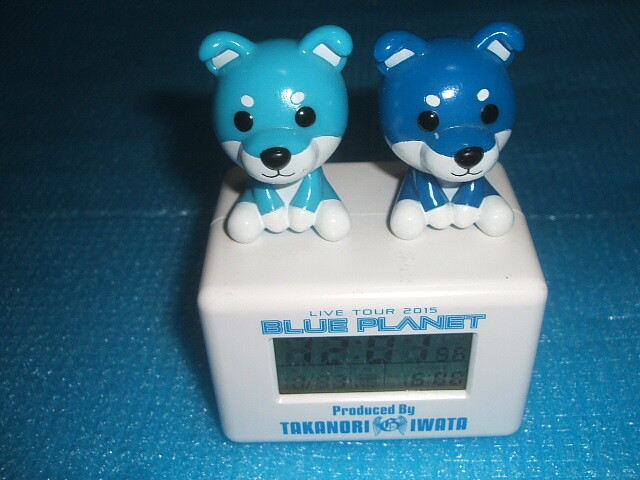 LIVE TOUR 2015
BLUE PLANET
Produced By
TAKANORI IWATA